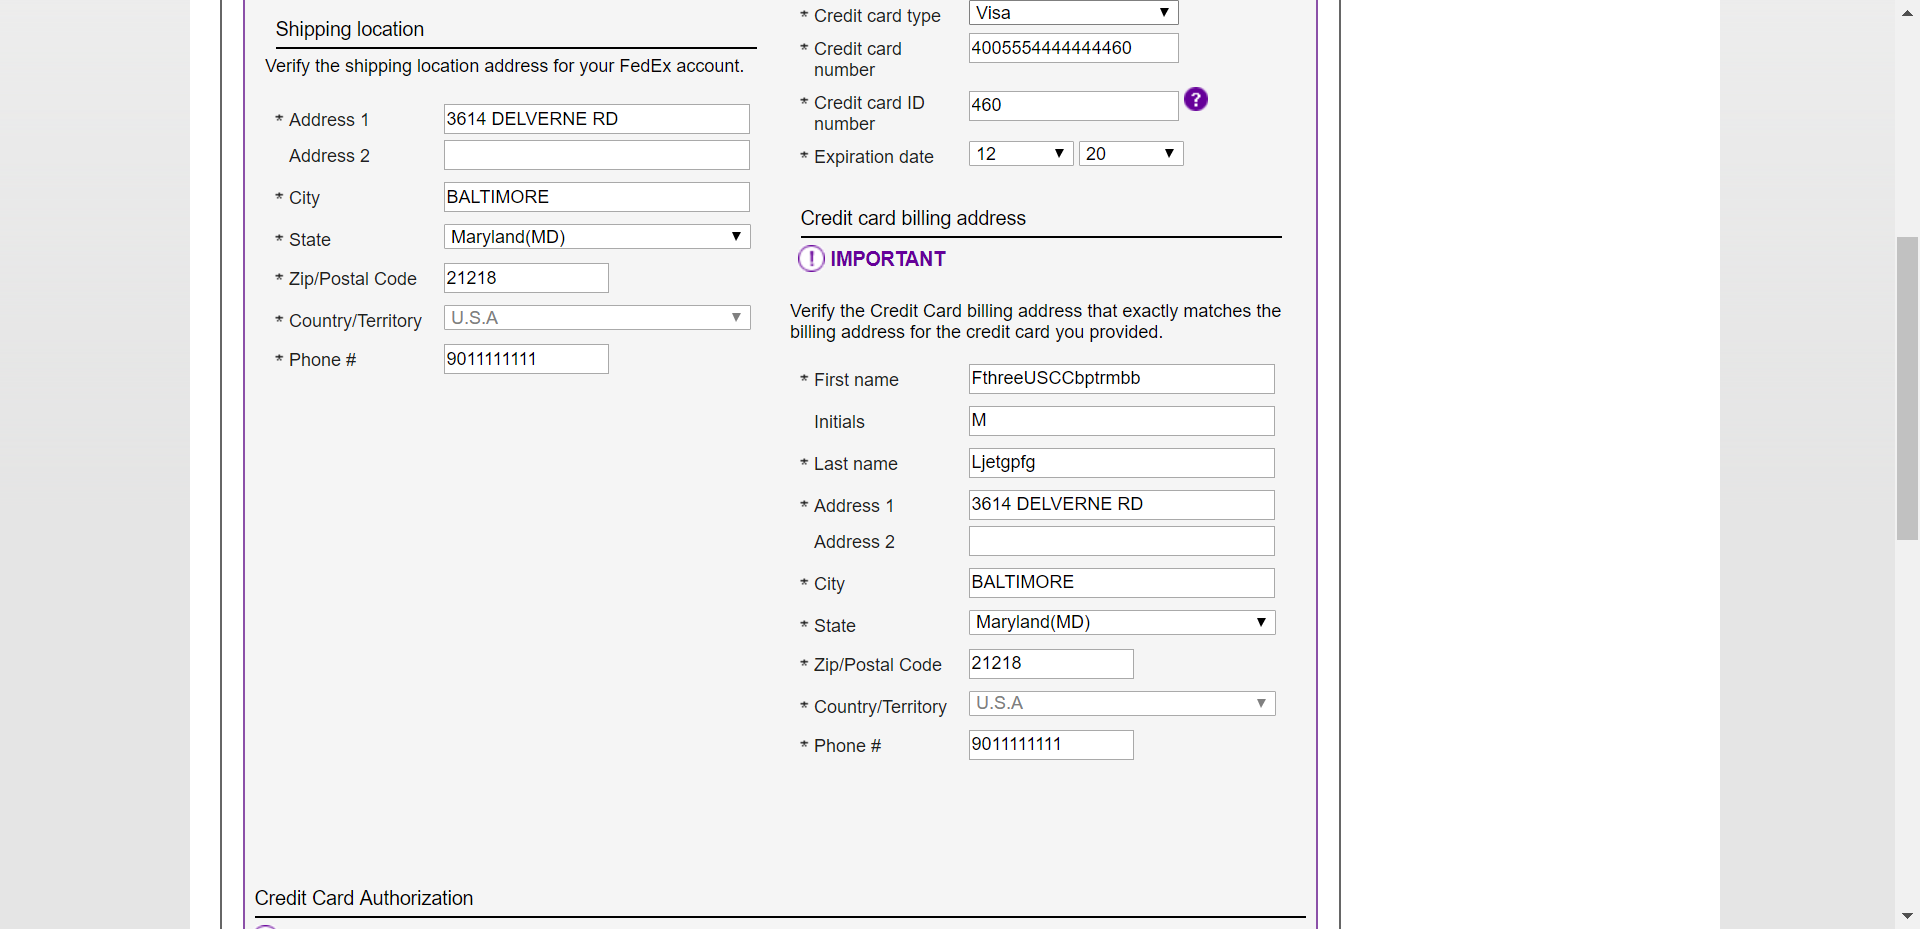 Shipping location
Verify the shipping location address for your FedEx account.
* Address 1 3614 DELVERNE RD
Address 2
* City BALTIMORE
* State Maryland(MD)
* Zip/Postal Code 21218
* Country/Territory U.S.A
* Phone # 9011111111
* Credit card type Visa
* Credit card 4005554444444460
number
* Credit card ID 460 ?
number
* Expiration date 12 20
Credit card billing address
! IMPORTANT
Verify the Credit Card billing address that exactly matches the
billing address for the credit card you provided.
* First name FthreeUSCCbptrmbb
Initials M
* Last name Ljetgpfg
* Address 1 3614 DELVERNE RD
Address 2
* City BALTIMORE
* State Maryland(MD)
* Zip/Postal Code 21218
* Country/Territory U.S.A
* Phone # 9011111111
Credit Card Authorization